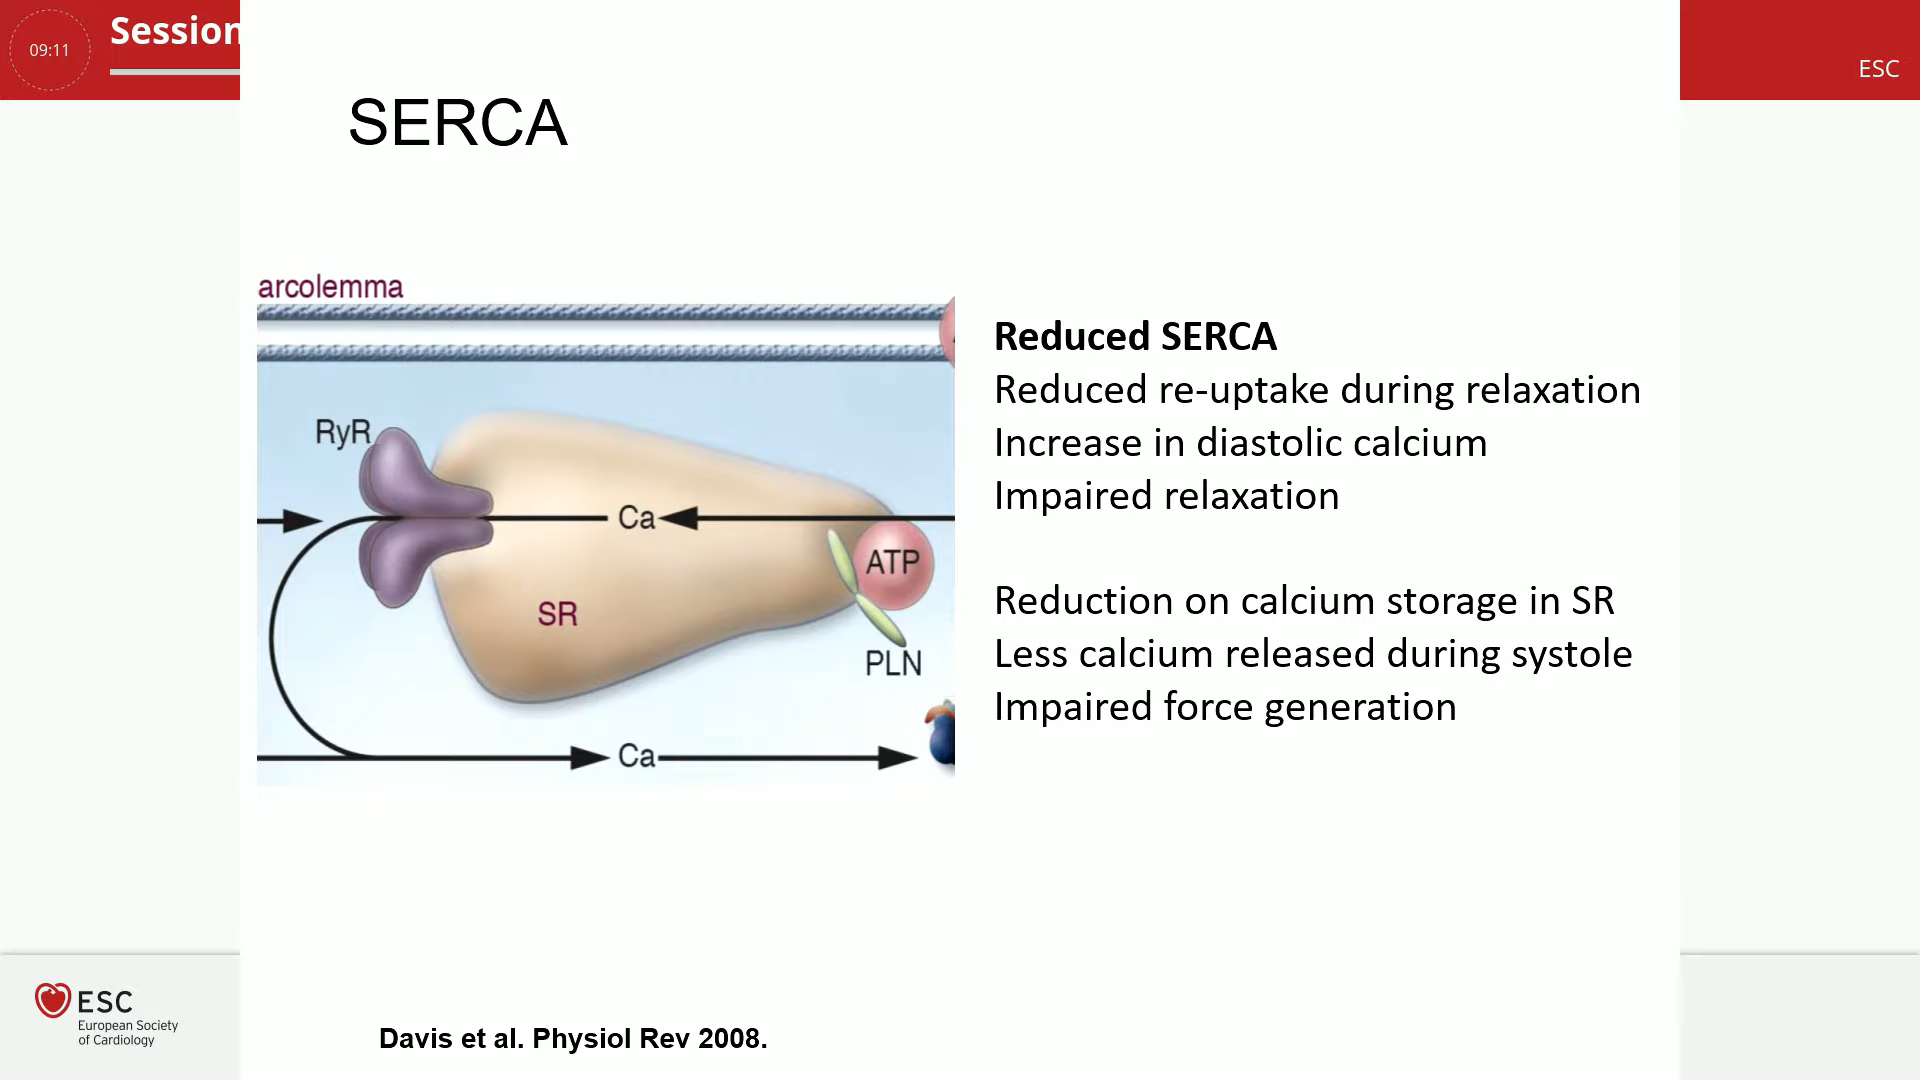 09:11
Session
ESC
SERCA
arcolemma
RyR
Ca
ATP
SR
PLN
Ca
Reduced SERCA
Reduced re-uptake during relaxation
Increase in diastolic calcium
Impaired relaxation
Reduction on calcium storage in SR
Less calcium released during systole
Impaired force generation
ESC
European Society
of Cardiology
Davis et al. Physiol Rev 2008.